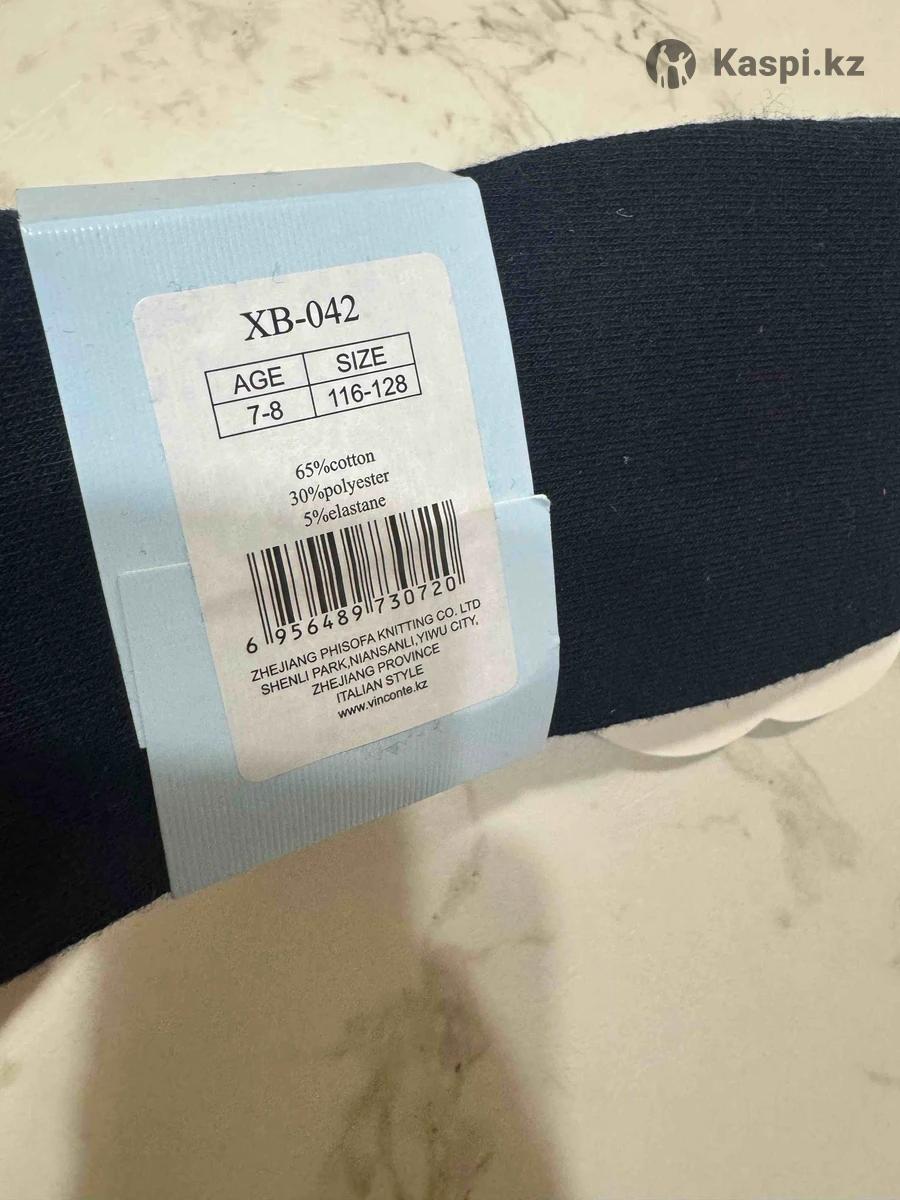 Kaspi.kz
XB-042
AGE SIZE
7-8 116-128
65%cotton
30%polyester
5%elastane
6 956489 730720
ZHEJIANG PHISOFA KNITTING CO. LTD
SHENLI PARK,NIANSANLI,YIWU CITY,
ZHEJIANG PROVINCE
ITALIAN STYLE
www.vinconte.kz